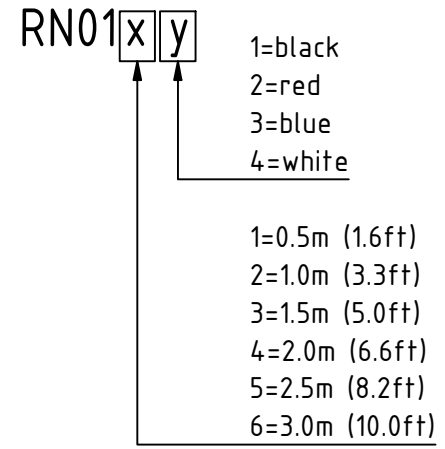 RN01xy
1=black
2=red
3=blue
4=white
1=0.5m (1.6ft)
2=1.0m (3.3ft)
3=1.5m (5.0ft)
4=2.0m (6.6ft)
5=2.5m (8.2ft)
6=3.0m (10.0ft)